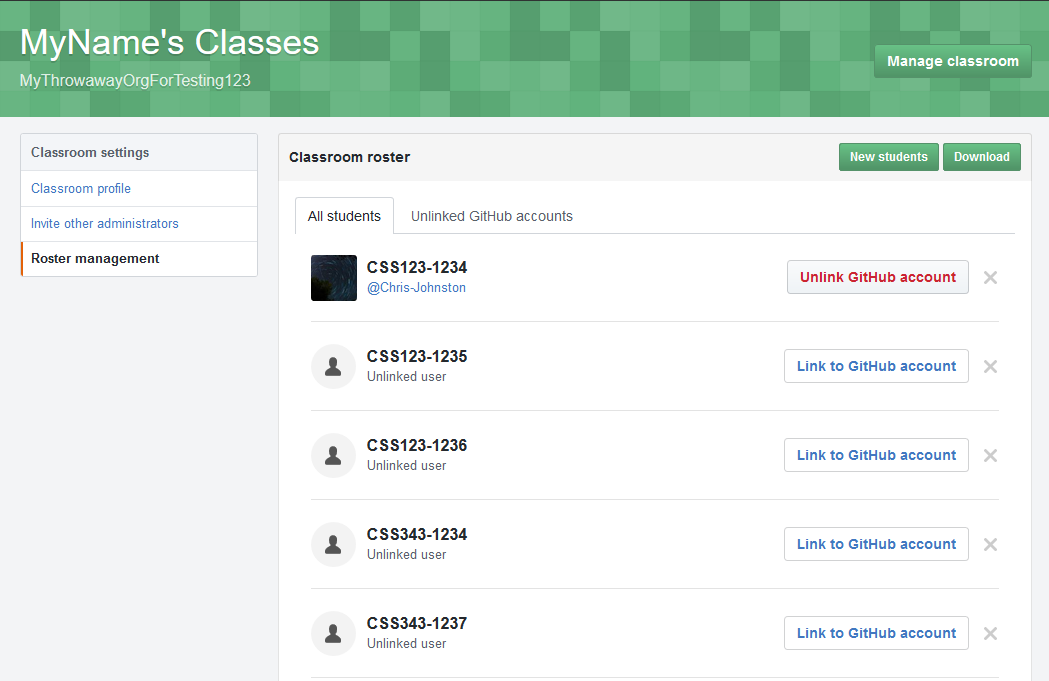 MyName's Classes
MyThrowawayOrgForTesting123
Manage classroom
Classroom settings
Classroom profile
Invite other administrators
Roster management
Classroom roster
New students
Download
All students
Unlinked GitHub accounts
CSS123-1234
@Chris-Johnston
Unlink GitHub account
CSS123-1235
Unlinked user
Link to GitHub account
CSS123-1236
Unlinked user
Link to GitHub account
CSS343-1234
Unlinked user
Link to GitHub account
CSS343-1237
Unlinked user
Link to GitHub account